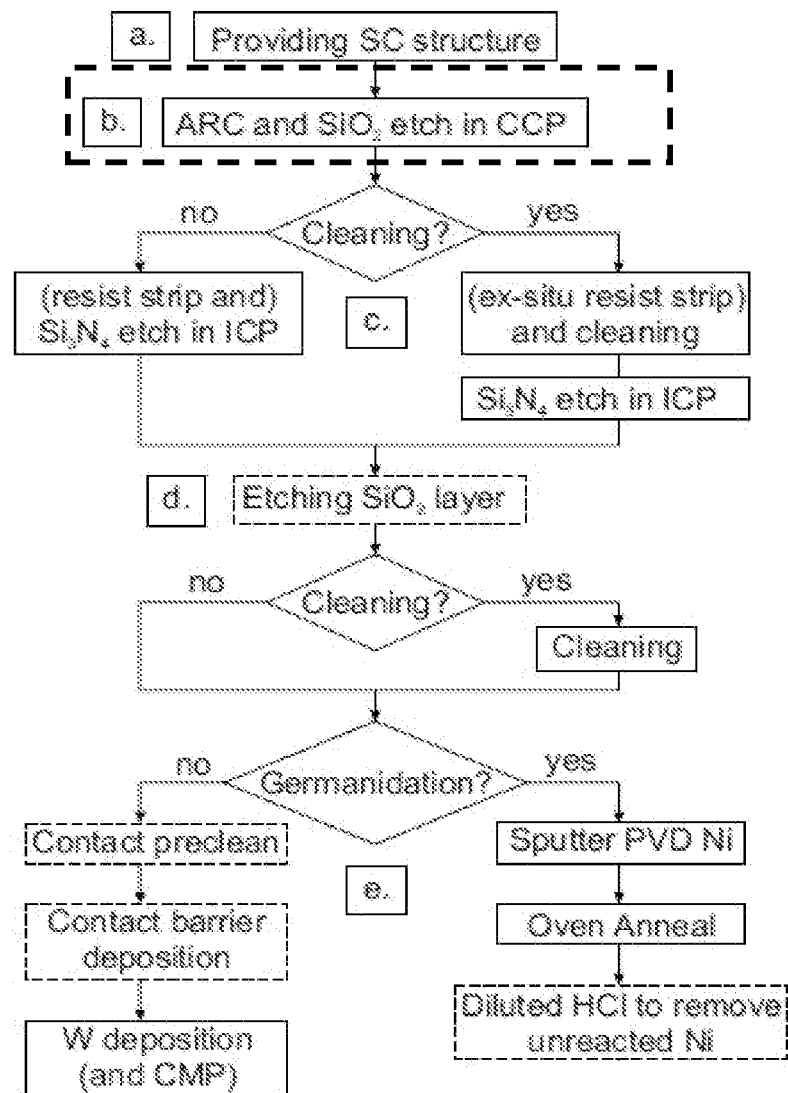 a.
Providing SC structure
b.
ARC and SiO₂ etch in CCP
no
Cleaning?
yes
(resist strip and)
Si₃N₄ etch in ICP
c.
(ex-situ resist strip)
and cleaning
Si₃N₄ etch in ICP
d.
Etching SiO₂ layer
no
Cleaning?
yes
Cleaning
no
Germanidation?
yes
Contact preclean
Sputter PVD Ni
e.
Contact barrier
deposition
Oven Anneal
W deposition
(and CMP)
Diluted HCl to remove
unreacted Ni